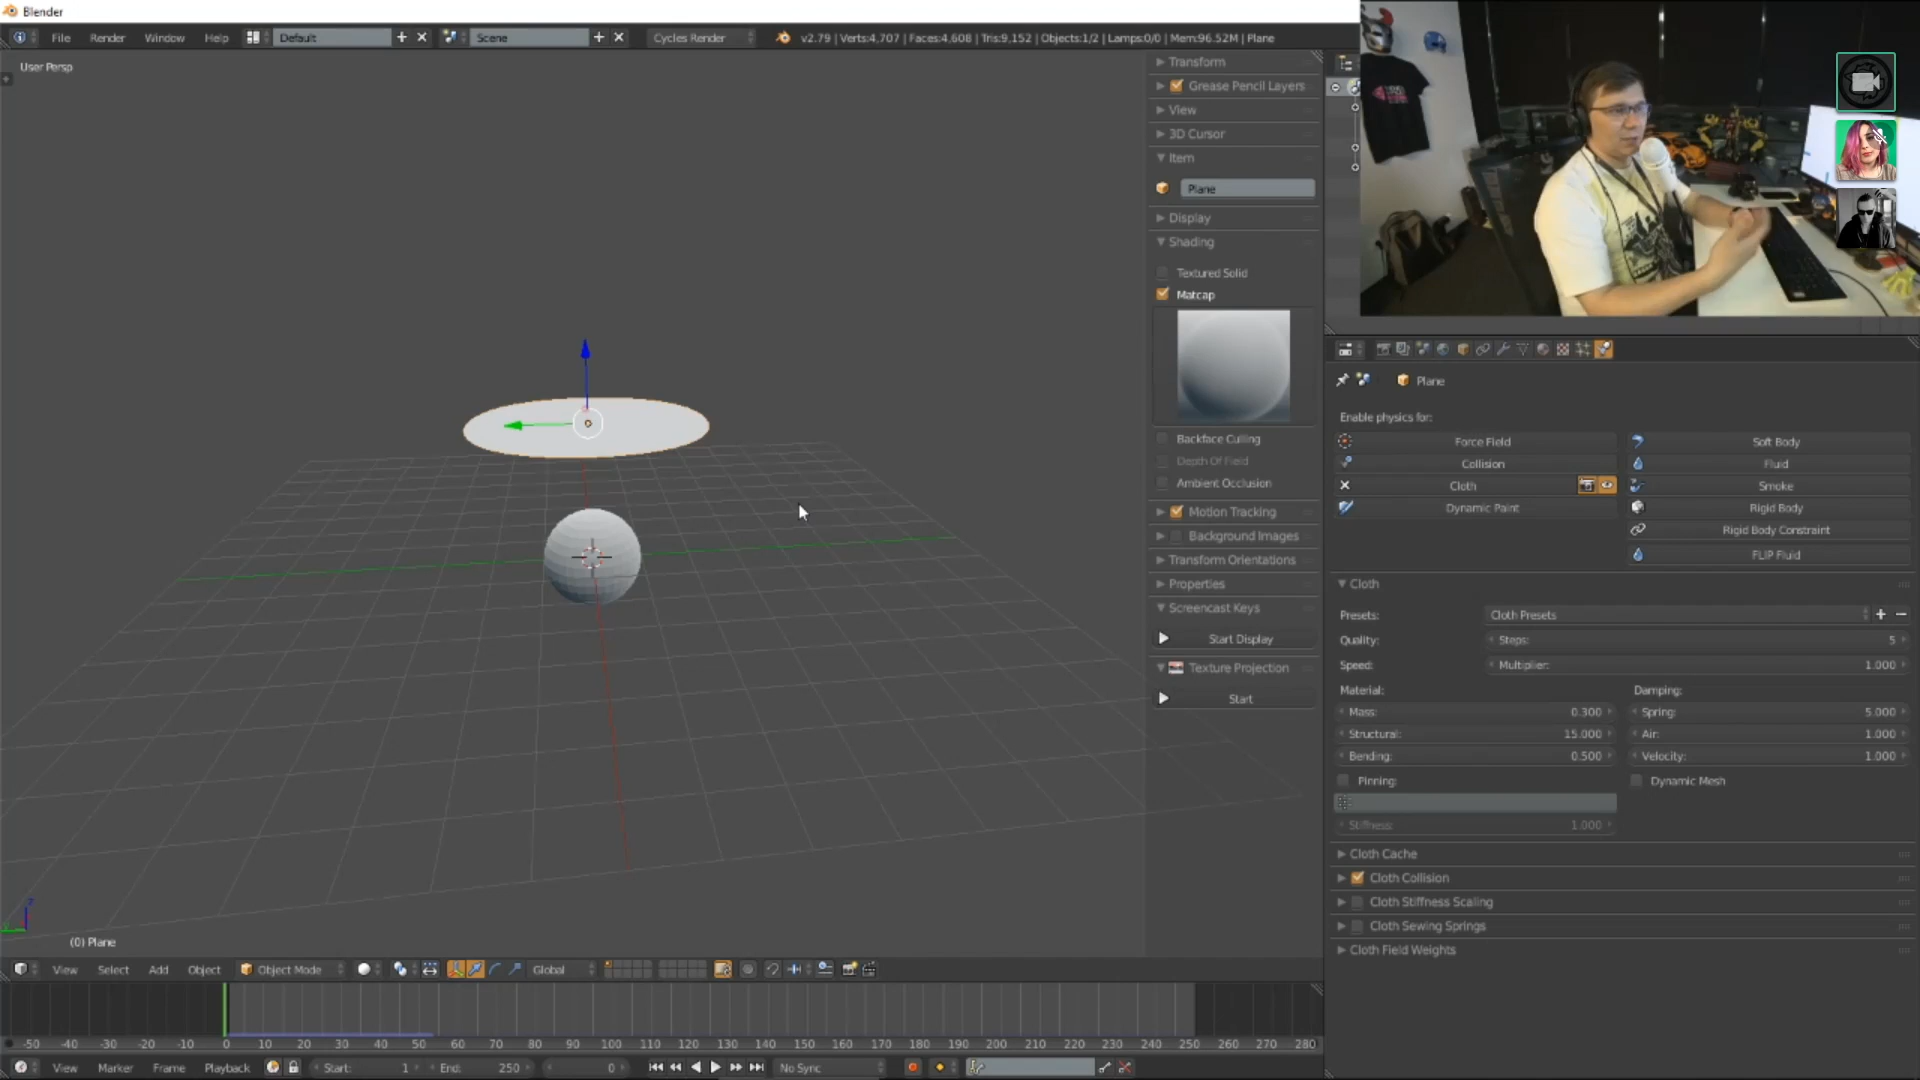 Blender
File Render Window Help Default Scene Cycles Render v2.79 | Verts:4,707 | Faces:4,608 | Tris:9,152 | Objects:1/2 | Lamps:0/0 | Mem:96.52M | Plane
User Persp
Transform
Grease Pencil Layers
View
3D Cursor
Item
Plane
Display
Shading
Textured Solid
Matcap
Backface Culling
Depth Of Field
Ambient Occlusion
Motion Tracking
Background Images
Transform Orientations
Properties
Screencast Keys
Start Display
Texture Projection
Start
Plane
Enable physics for:
Force Field Soft Body
Collision Fluid
Cloth Smoke
Dynamic Paint Rigid Body
Rigid Body Constraint
FLIP Fluid
Cloth
Presets: Cloth Presets
Quality: Steps: 5
Speed: Multiplier: 1.000
Material: Damping:
Mass: 0.300 Spring: 5.000
Structural: 15.000 Air: 1.000
Bending: 0.500 Velocity: 1.000
Pinning: Dynamic Mesh
Stiffness: 1.000
Cloth Cache
Cloth Collision
Cloth Stiffness Scaling
Cloth Sewing Springs
Cloth Field Weights
(0) Plane
View Select Add Object Object Mode Global
-50 -40 -30 -20 -10 0 10 20 30 40 50 60 70 80 90 100 110 120 130 140 150 160 170 180 190 200 210 220 230 240 250 260 270 280
View Marker Frame Playback Start: 1 End: 250 0 No Sync